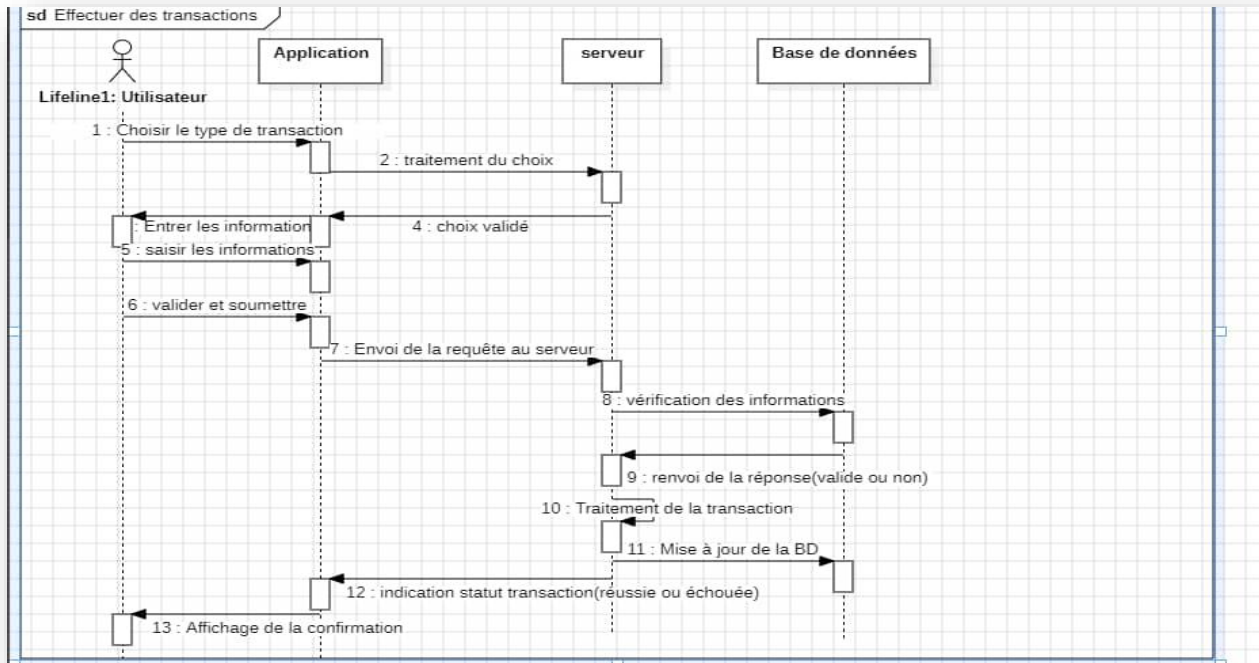 sd Effectuer des transactions
Application
serveur
Base de données
Lifeline1: Utilisateur
1 : Choisir le type de transaction
2 : traitement du choix
: Entrer les information
4 : choix validé
5 : saisir les informations
6 : valider et soumettre
7 : Envoi de la requête au serveur
8 : vérification des informations
9 : renvoi de la réponse(valide ou non)
10 : Traitement de la transaction
11 : Mise à jour de la BD
12 : indication statut transaction(réussie ou échouée)
13 : Affichage de la confirmation